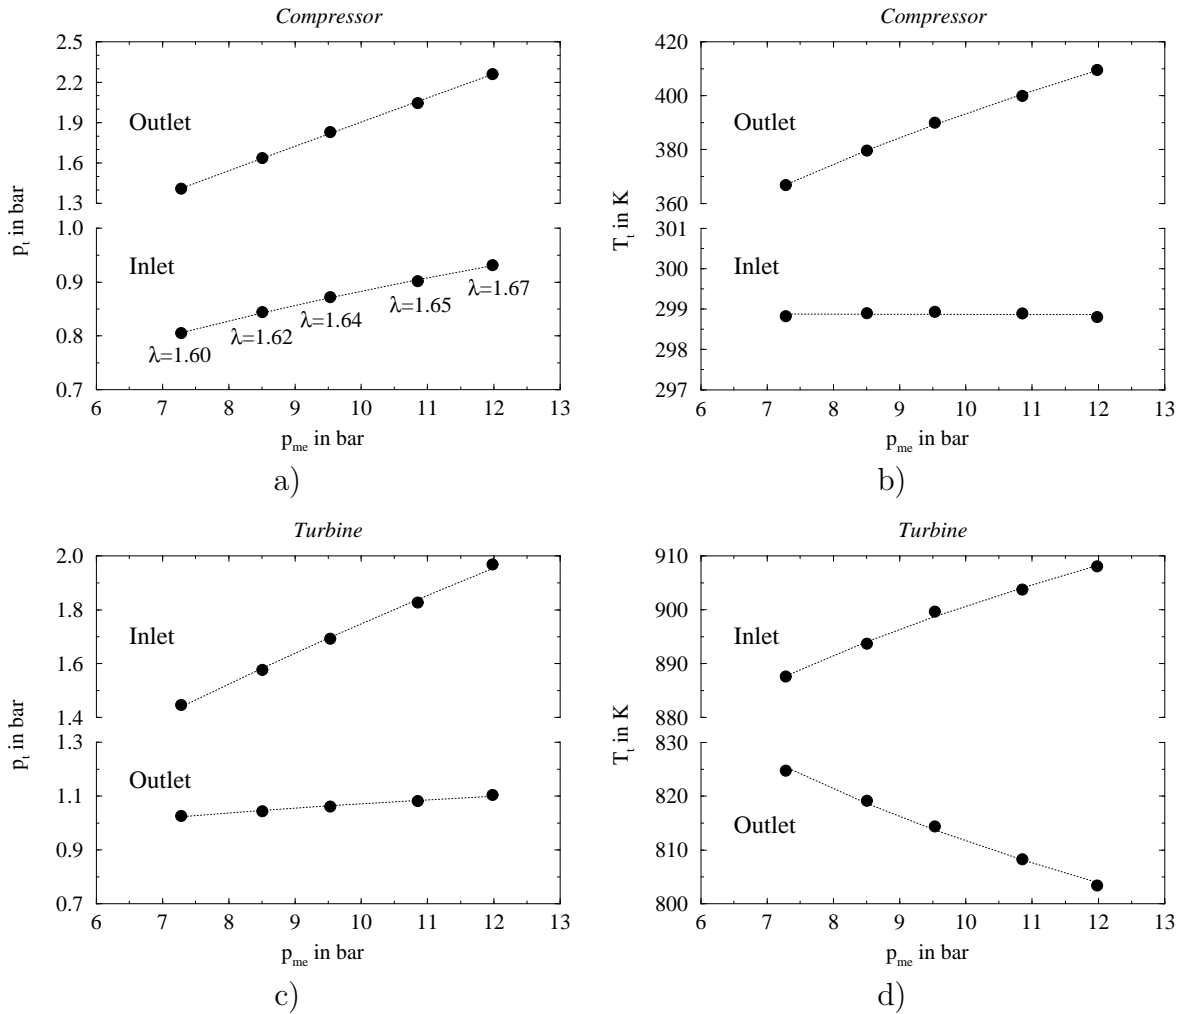 Compressor
2.5
2.2
1.9
1.6
1.3
Outlet
1.0
0.9
0.8
0.7
Inlet
λ=1.60
λ=1.62
λ=1.64
λ=1.65
λ=1.67
p_t in bar
6 7 8 9 10 11 12 13
p_me in bar
a)
Compressor
420
400
380
360
Outlet
301
300
299
298
297
Inlet
T_t in K
6 7 8 9 10 11 12 13
p_me in bar
b)
Turbine
2.0
1.8
1.6
1.4
Inlet
1.3
1.1
0.9
0.7
Outlet
p_t in bar
6 7 8 9 10 11 12 13
p_me in bar
c)
Turbine
910
900
890
880
Inlet
830
820
810
800
Outlet
T_t in K
6 7 8 9 10 11 12 13
p_me in bar
d)